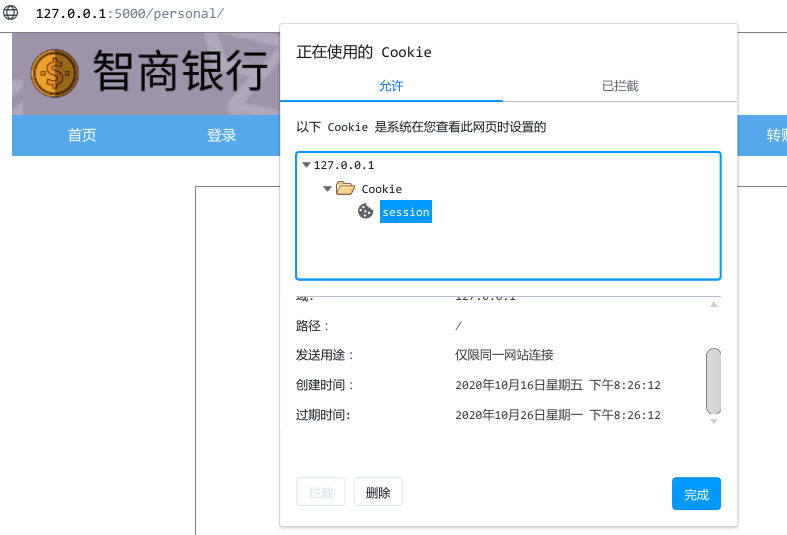 127.0.0.1:5000/personal/
智商银行
首页
登录
转账
正在使用的 Cookie
允许
已拦截
以下 Cookie 是系统在您查看此网页时设置的
127.0.0.1
Cookie
session
域: 127.0.0.1
路径： /
发送用途： 仅限同一网站连接
创建时间： 2020年10月16日星期五 下午8:26:12
过期时间: 2020年10月26日星期一 下午8:26:12
拦截
删除
完成